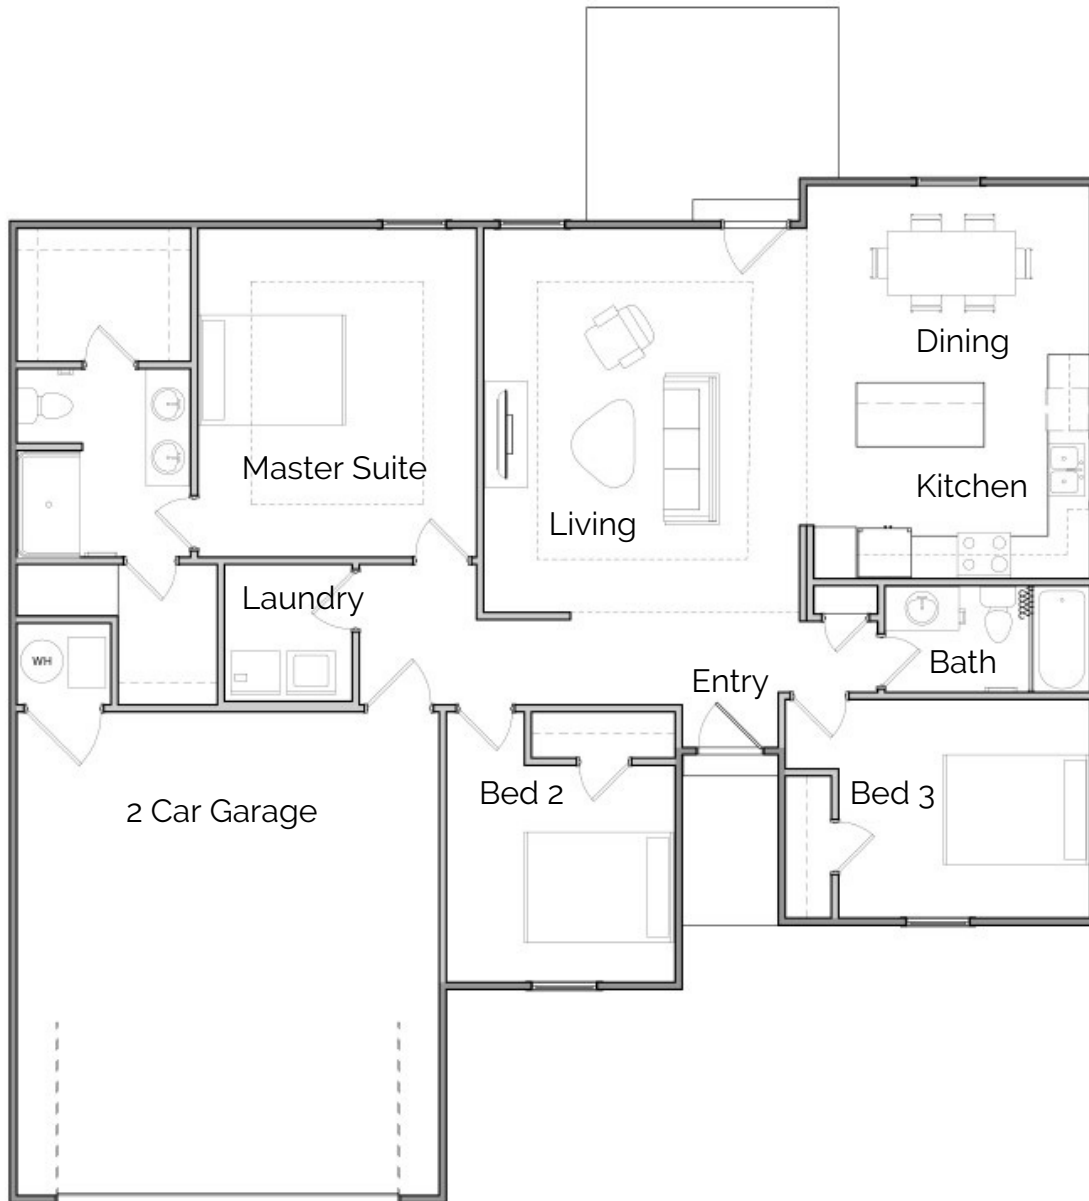 Dining
Master Suite
Kitchen
Living
Laundry
WH
Bath
Entry
Bed 2
Bed 3
2 Car Garage